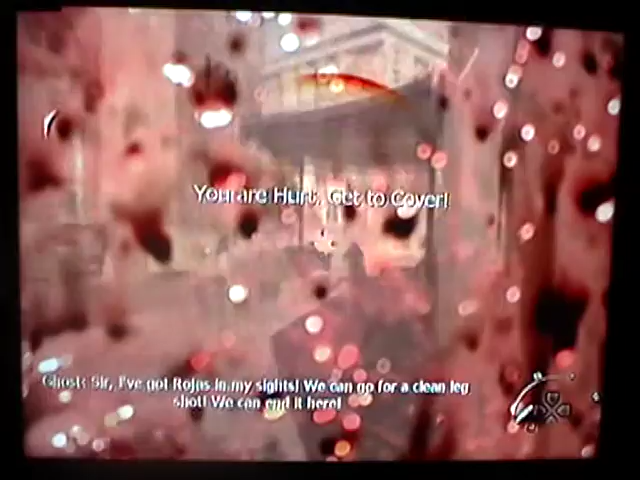 You are Hurt. Get to Cover!
Ghost: Sir, I've got Rojas in my sights! We can go for a clean leg
shot! We can end it here!